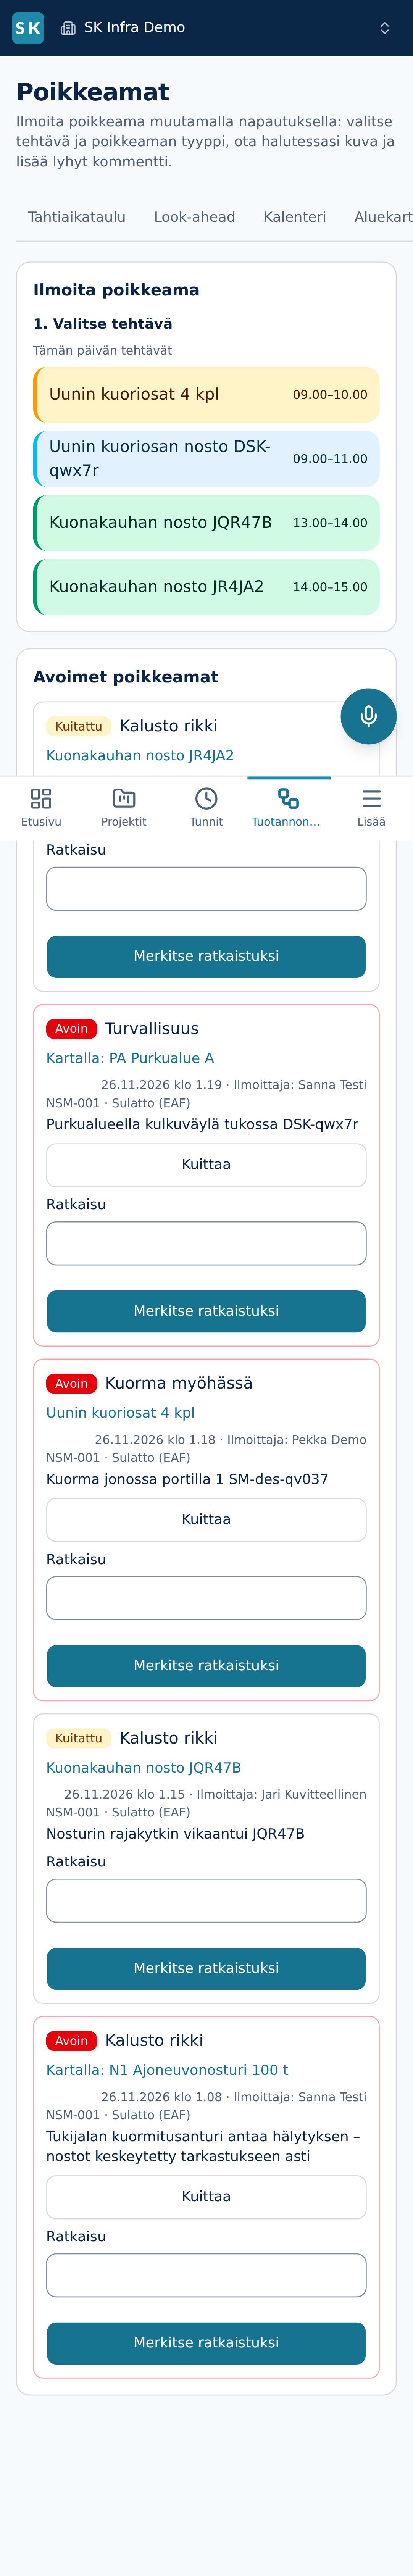 SK
SK Infra Demo
Poikkeamat
Ilmoita poikkeama muutamalla napautuksella: valitse
tehtävä ja poikkeaman tyyppi, ota halutessasi kuva ja
lisää lyhyt kommentti.
Tahtiaikataulu Look-ahead Kalenteri Aluekart
Ilmoita poikkeama
1. Valitse tehtävä
Tämän päivän tehtävät
Uunin kuoriosat 4 kpl 09.00–10.00
Uunin kuoriosan nosto DSK-
qwx7r 09.00–11.00
Kuonakauhan nosto JQR47B 13.00–14.00
Kuonakauhan nosto JR4JA2 14.00–15.00
Avoimet poikkeamat
Kuitattu Kalusto rikki
Kuonakauhan nosto JR4JA2
Etusivu Projektit Tunnit Tuotannon... Lisää
Ratkaisu
Merkitse ratkaistuksi
Avoin Turvallisuus
Kartalla: PA Purkualue A
26.11.2026 klo 1.19 · Ilmoittaja: Sanna Testi
NSM-001 · Sulatto (EAF)
Purkualueella kulkuväylä tukossa DSK-qwx7r
Kuittaa
Ratkaisu
Merkitse ratkaistuksi
Avoin Kuorma myöhässä
Uunin kuoriosat 4 kpl
26.11.2026 klo 1.18 · Ilmoittaja: Pekka Demo
NSM-001 · Sulatto (EAF)
Kuorma jonossa portilla 1 SM-des-qv037
Kuittaa
Ratkaisu
Merkitse ratkaistuksi
Kuitattu Kalusto rikki
Kuonakauhan nosto JQR47B
26.11.2026 klo 1.15 · Ilmoittaja: Jari Kuvitteellinen
NSM-001 · Sulatto (EAF)
Nosturin rajakytkin vikaantui JQR47B
Ratkaisu
Merkitse ratkaistuksi
Avoin Kalusto rikki
Kartalla: N1 Ajoneuvonosturi 100 t
26.11.2026 klo 1.08 · Ilmoittaja: Sanna Testi
NSM-001 · Sulatto (EAF)
Tukijalan kuormitusanturi antaa hälytyksen –
nostot keskeytetty tarkastukseen asti
Kuittaa
Ratkaisu
Merkitse ratkaistuksi